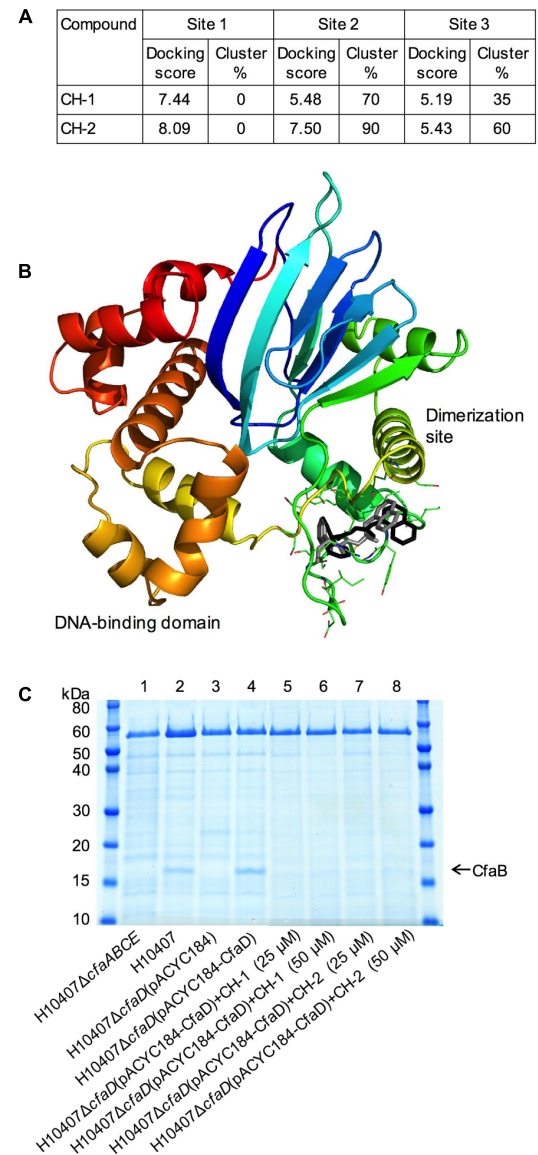 A
Compound Site 1 Site 2 Site 3
Docking score Cluster % Docking score Cluster % Docking score Cluster %
CH-1 7.44 0 5.48 70 5.19 35
CH-2 8.09 0 7.50 90 5.43 60
B
Dimerization
site
DNA-binding domain
C
kDa 1 2 3 4 5 6 7 8
80
60
50
40
30
20
15
10
←CfaB
H10407ΔcfaABCE
H10407
H10407ΔcfaD(pACYC184)
H10407ΔcfaD(pACYC184-CfaD)
H10407ΔcfaD(pACYC184-CfaD)+CH-1 (25 µM)
H10407ΔcfaD(pACYC184-CfaD)+CH-1 (50 µM)
H10407ΔcfaD(pACYC184-CfaD)+CH-2 (25 µM)
H10407ΔcfaD(pACYC184-CfaD)+CH-2 (50 µM)